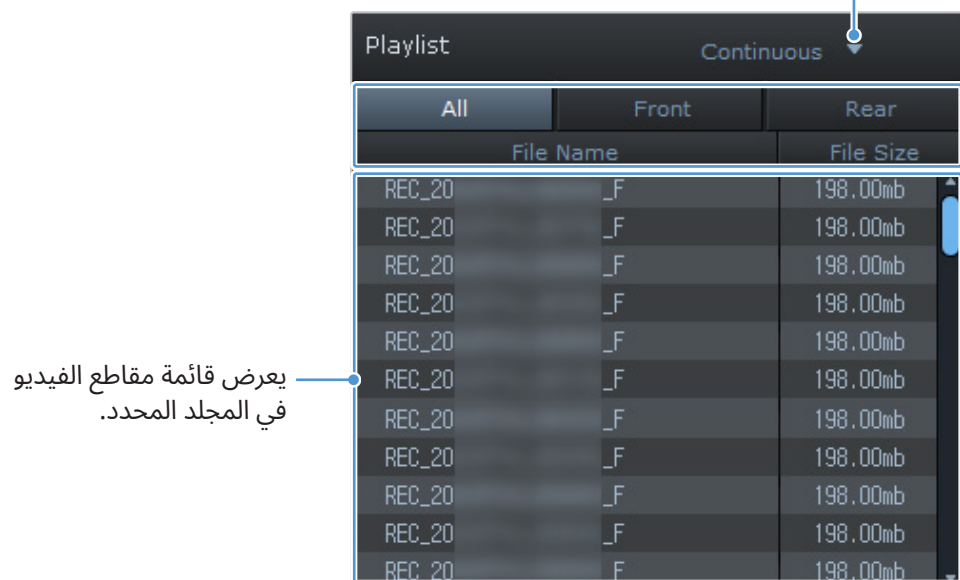 Playlist Continuous
All Front Rear
File Name File Size
REC_20 _F 198.00mb
REC_20 _F 198.00mb
REC_20 _F 198.00mb
REC_20 _F 198.00mb
REC_20 _F 198.00mb
REC_20 _F 198.00mb
REC_20 _F 198.00mb
REC_20 _F 198.00mb
REC_20 _F 198.00mb
REC_20 _F 198.00mb
REC_20 _F 198.00mb
يعرض قائمة مقاطع الفيديو
في المجلد المحدد.